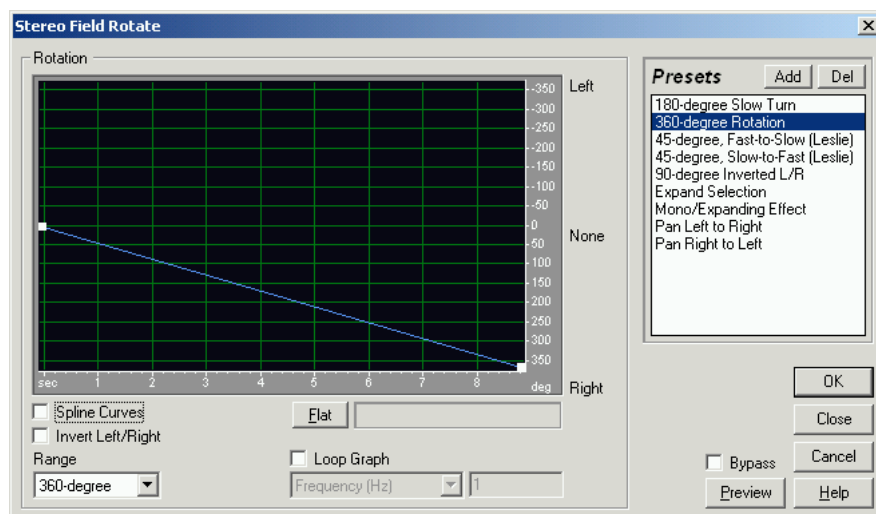 Stereo Field Rotate
Rotation
-350
-300
-250
-200
-150
-100
-50
0
50
100
150
200
250
300
350
sec 1 2 3 4 5 6 7 8 deg
Left
None
Right
Spline Curves
Invert Left/Right
Range
360-degree
Flat
Loop Graph
Frequency (Hz) 1
Presets Add Del
180-degree Slow Turn
360-degree Rotation
45-degree, Fast-to-Slow (Leslie)
45-degree, Slow-to-Fast (Leslie)
90-degree Inverted L/R
Expand Selection
Mono/Expanding Effect
Pan Left to Right
Pan Right to Left
OK
Close
Bypass Cancel
Preview Help